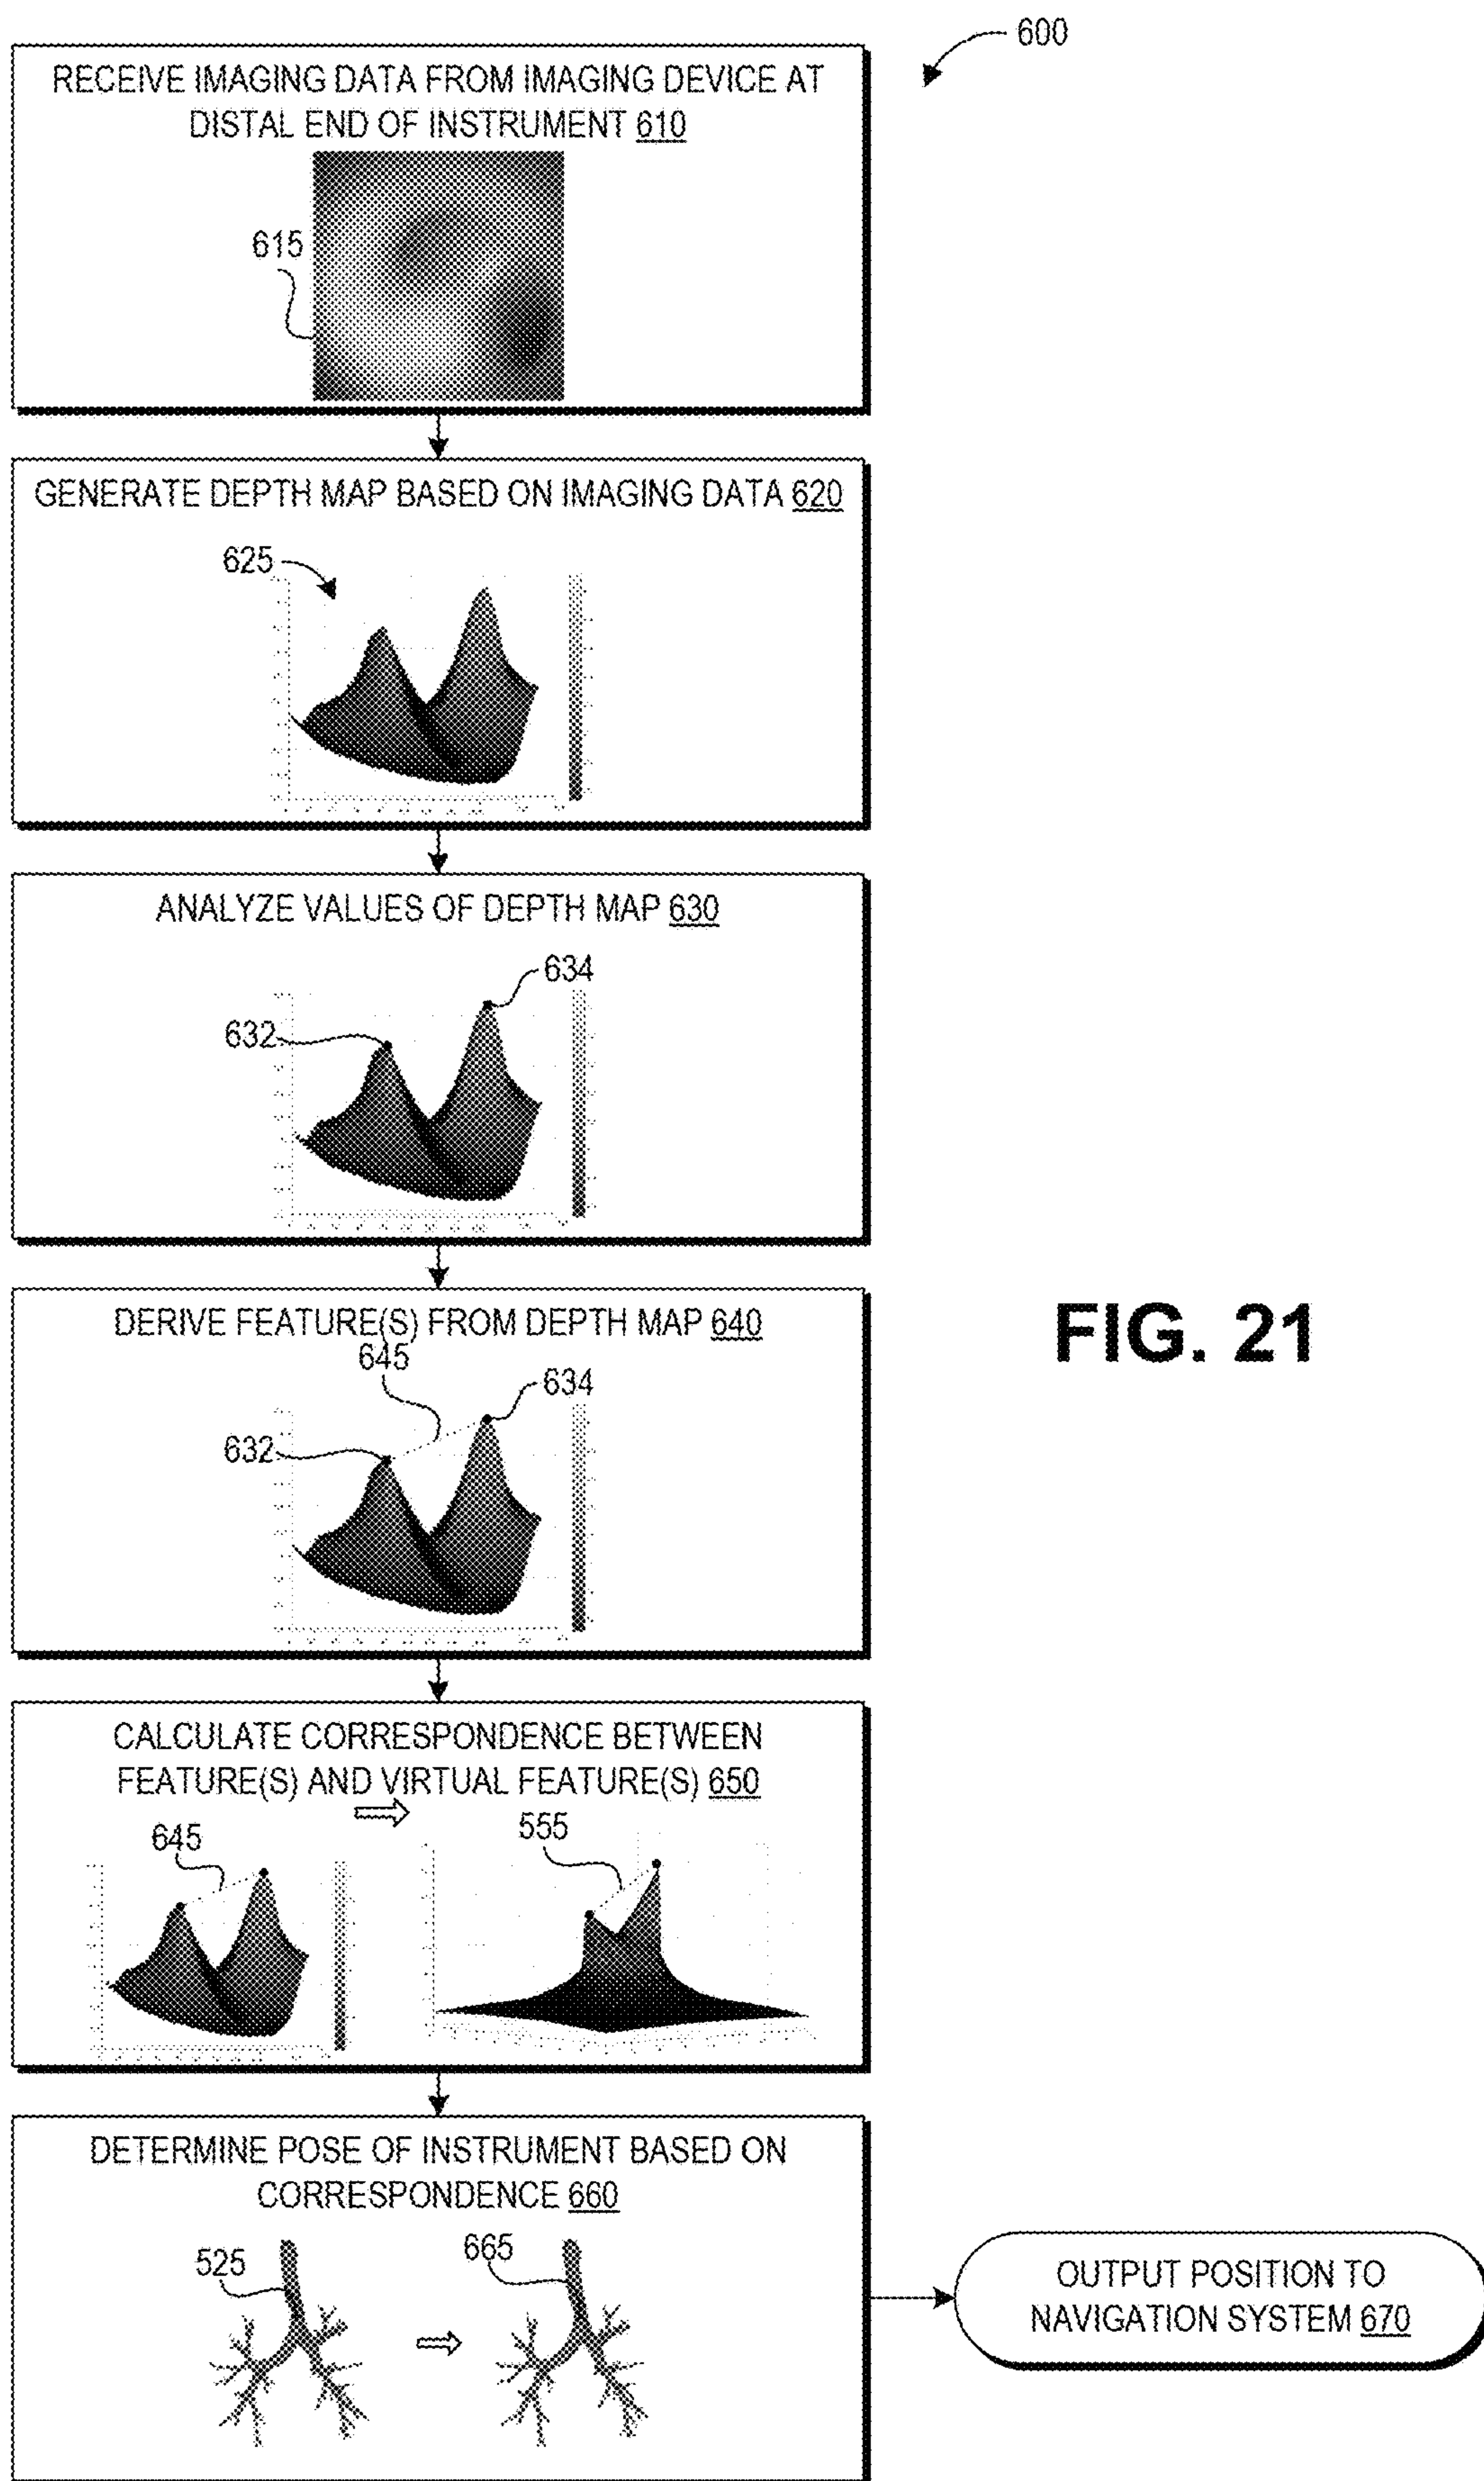 600
RECEIVE IMAGING DATA FROM IMAGING DEVICE AT
DISTAL END OF INSTRUMENT 610
615
GENERATE DEPTH MAP BASED ON IMAGING DATA 620
625
ANALYZE VALUES OF DEPTH MAP 630
634
632
DERIVE FEATURE(S) FROM DEPTH MAP 640
645
634
632
FIG. 21
CALCULATE CORRESPONDENCE BETWEEN
FEATURE(S) AND VIRTUAL FEATURE(S) 650
645
555
DETERMINE POSE OF INSTRUMENT BASED ON
CORRESPONDENCE 660
525
665
OUTPUT POSITION TO
NAVIGATION SYSTEM 670